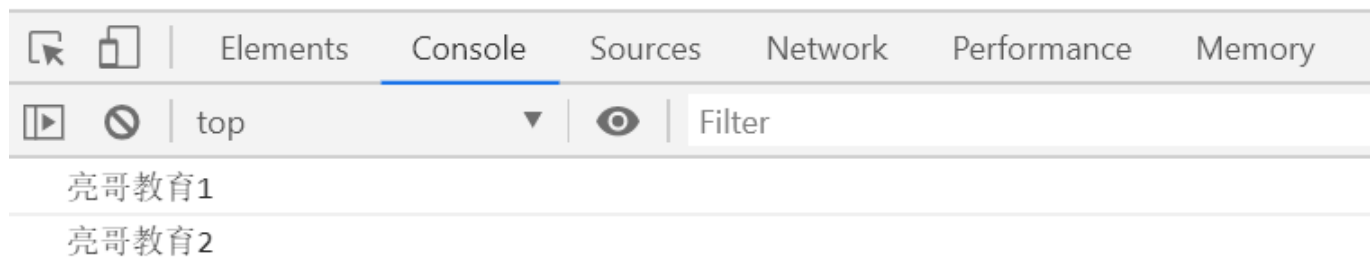 Elements Console Sources Network Performance Memory
top Filter
亮哥教育1
亮哥教育2